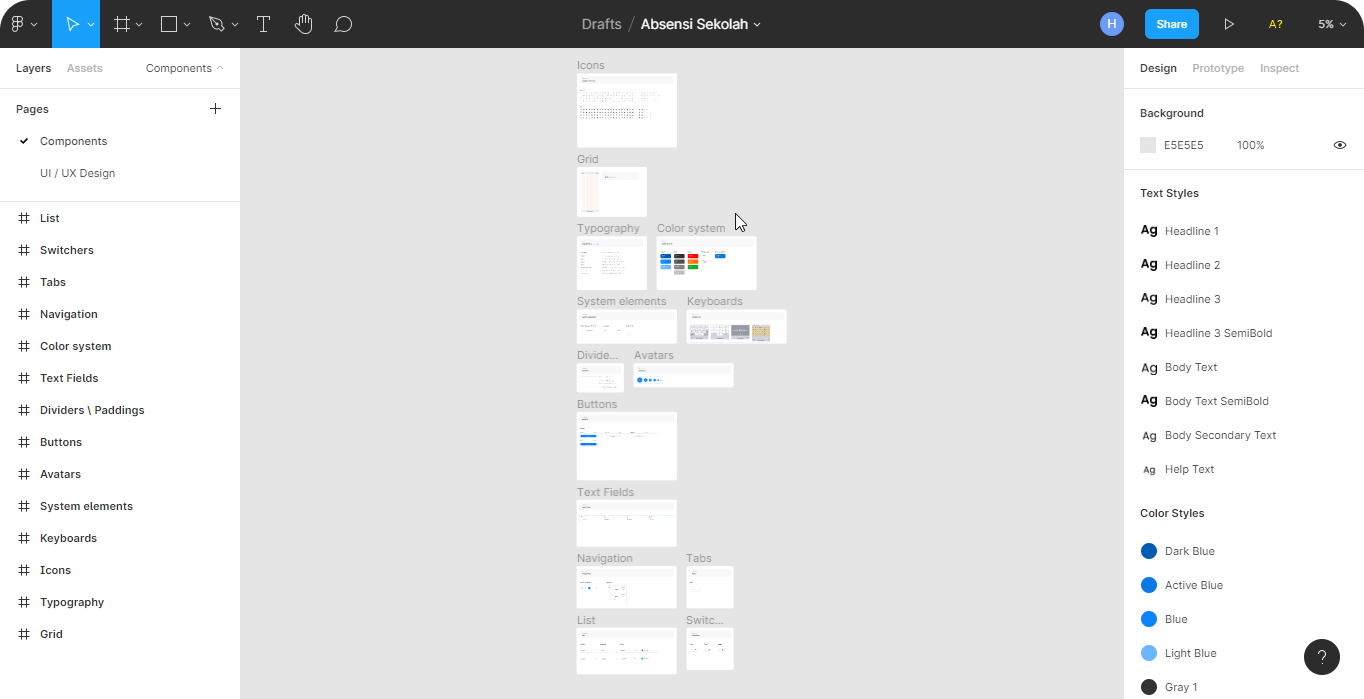 Drafts / Absensi Sekolah
H
Share
A?
5%
Layers
Assets
Components
Pages
Components
UI / UX Design
List
Switchers
Tabs
Navigation
Color system
Text Fields
Dividers \ Paddings
Buttons
Avatars
System elements
Keyboards
Icons
Typography
Grid
Icons
Grid
Typography
Color system
System elements
Keyboards
Divide...
Avatars
Buttons
Text Fields
Navigation
Tabs
List
Switc...
Design
Prototype
Inspect
Background
E5E5E5
100%
Text Styles
Ag Headline 1
Ag Headline 2
Ag Headline 3
Ag Headline 3 SemiBold
Ag Body Text
Ag Body Text SemiBold
Ag Body Secondary Text
Ag Help Text
Color Styles
Dark Blue
Active Blue
Blue
Light Blue
Gray 1
?